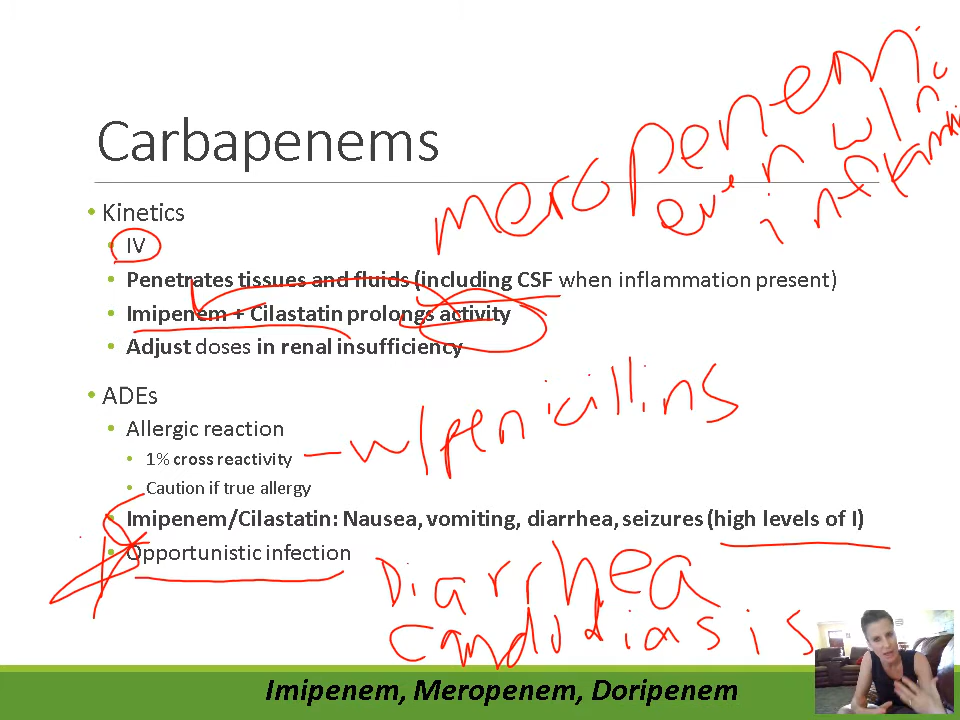 Carbapenems
meropenem
even w/no
inflammi
• Kinetics
• IV
• Penetrates tissues and fluids (including CSF when inflammation present)
• Imipenem + Cilastatin prolongs activity
• Adjust doses in renal insufficiency
• ADEs
• Allergic reaction
• 1% cross reactivity
– w/penicillins
• Caution if true allergy
• Imipenem/Cilastatin: Nausea, vomiting, diarrhea, seizures (high levels of I)
• Opportunistic infection
Diarrhea
candidiasis
Imipenem, Meropenem, Doripenem